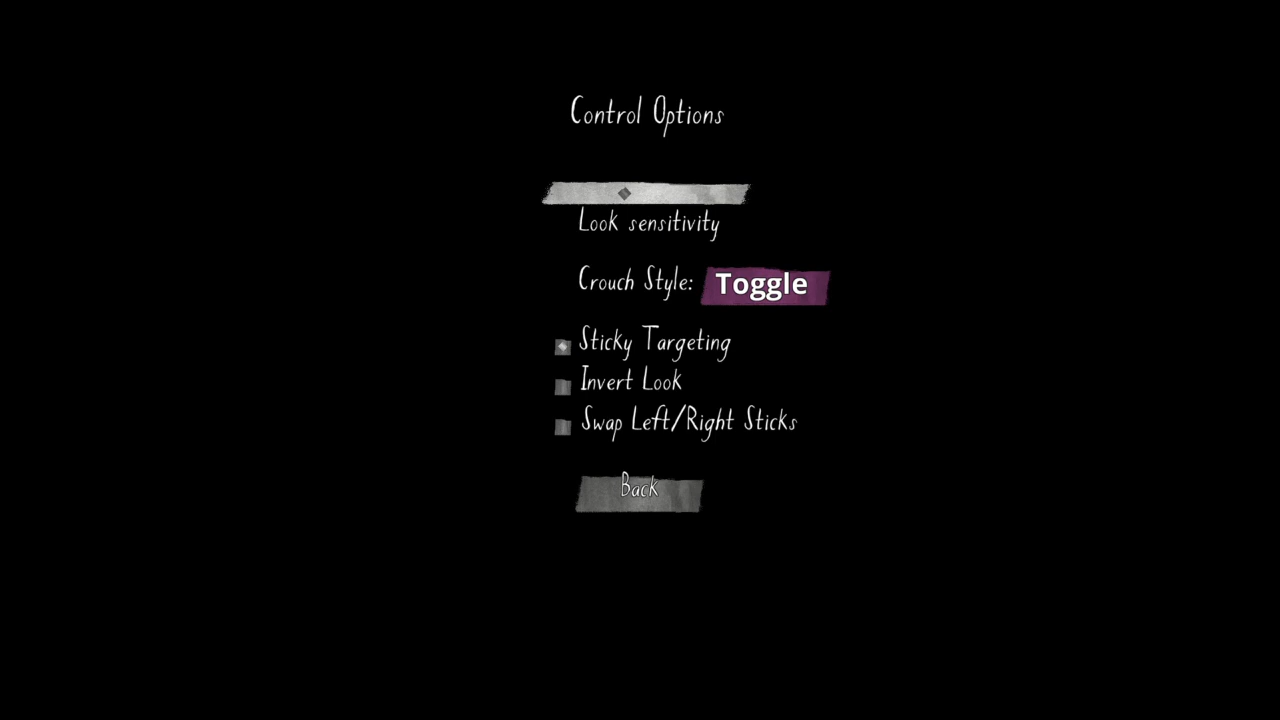 Control Options
Look sensitivity
Crouch Style: Toggle
Sticky Targeting
Invert Look
Swap Left/Right Sticks
Back